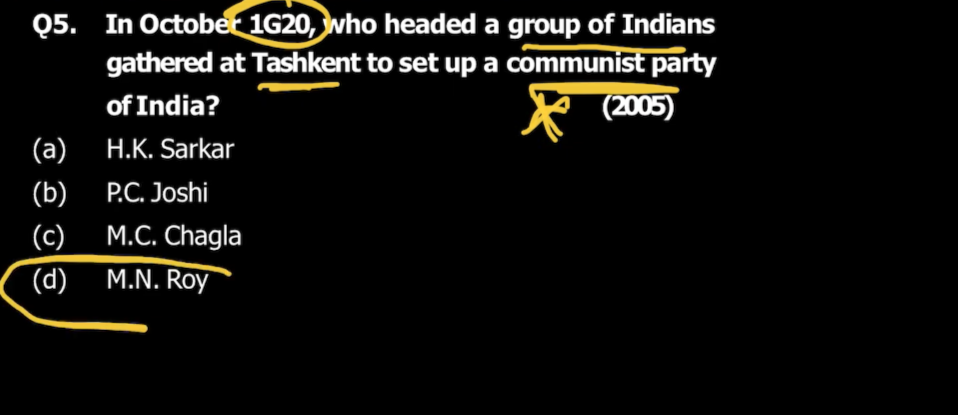 Q5. In October 1G20, who headed a group of Indians
gathered at Tashkent to set up a communist party
of India? (2005)
(a) H.K. Sarkar
(b) P.C. Joshi
(c) M.C. Chagla
(d) M.N. Roy